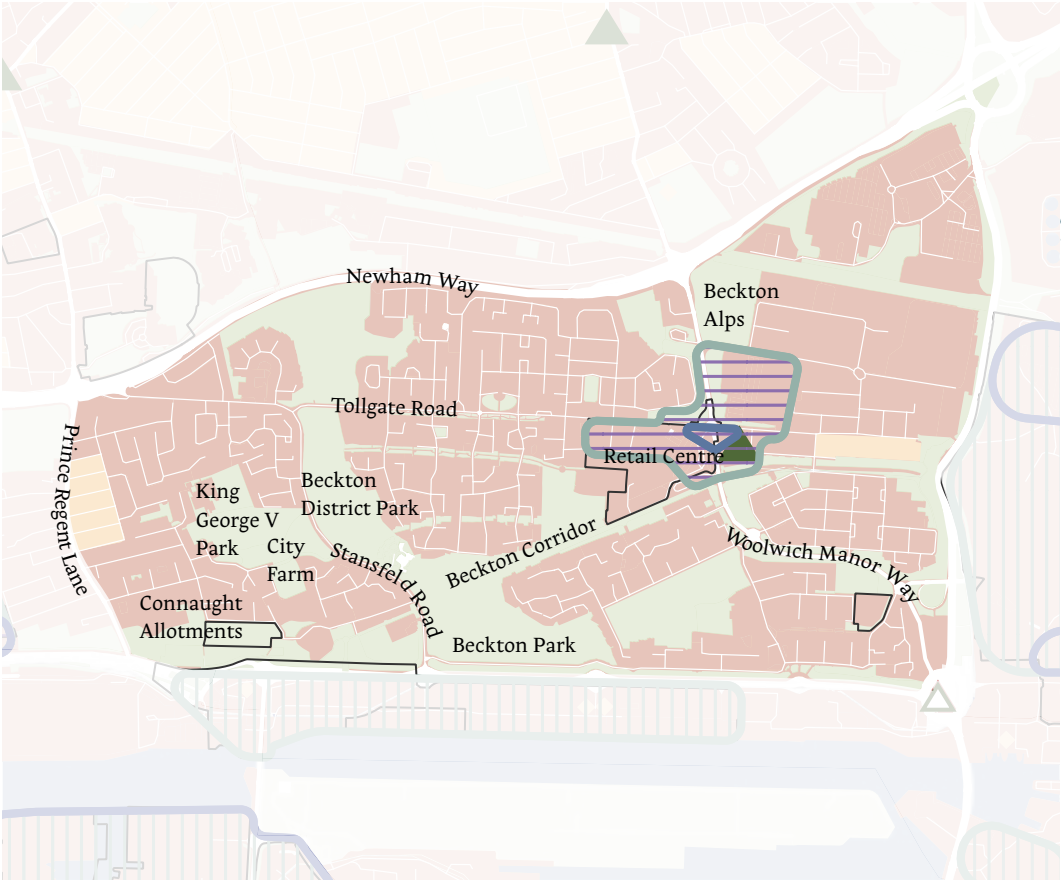 Newham Way
Beckton
Alps
Tollgate Road
Retail Centre
Prince Regent Lane
King
George V
Park
Beckton
District Park
City
Farm
Stansfeld Road
Beckton Corridor
Woolwich Manor Way
Connaught
Allotments
Beckton Park